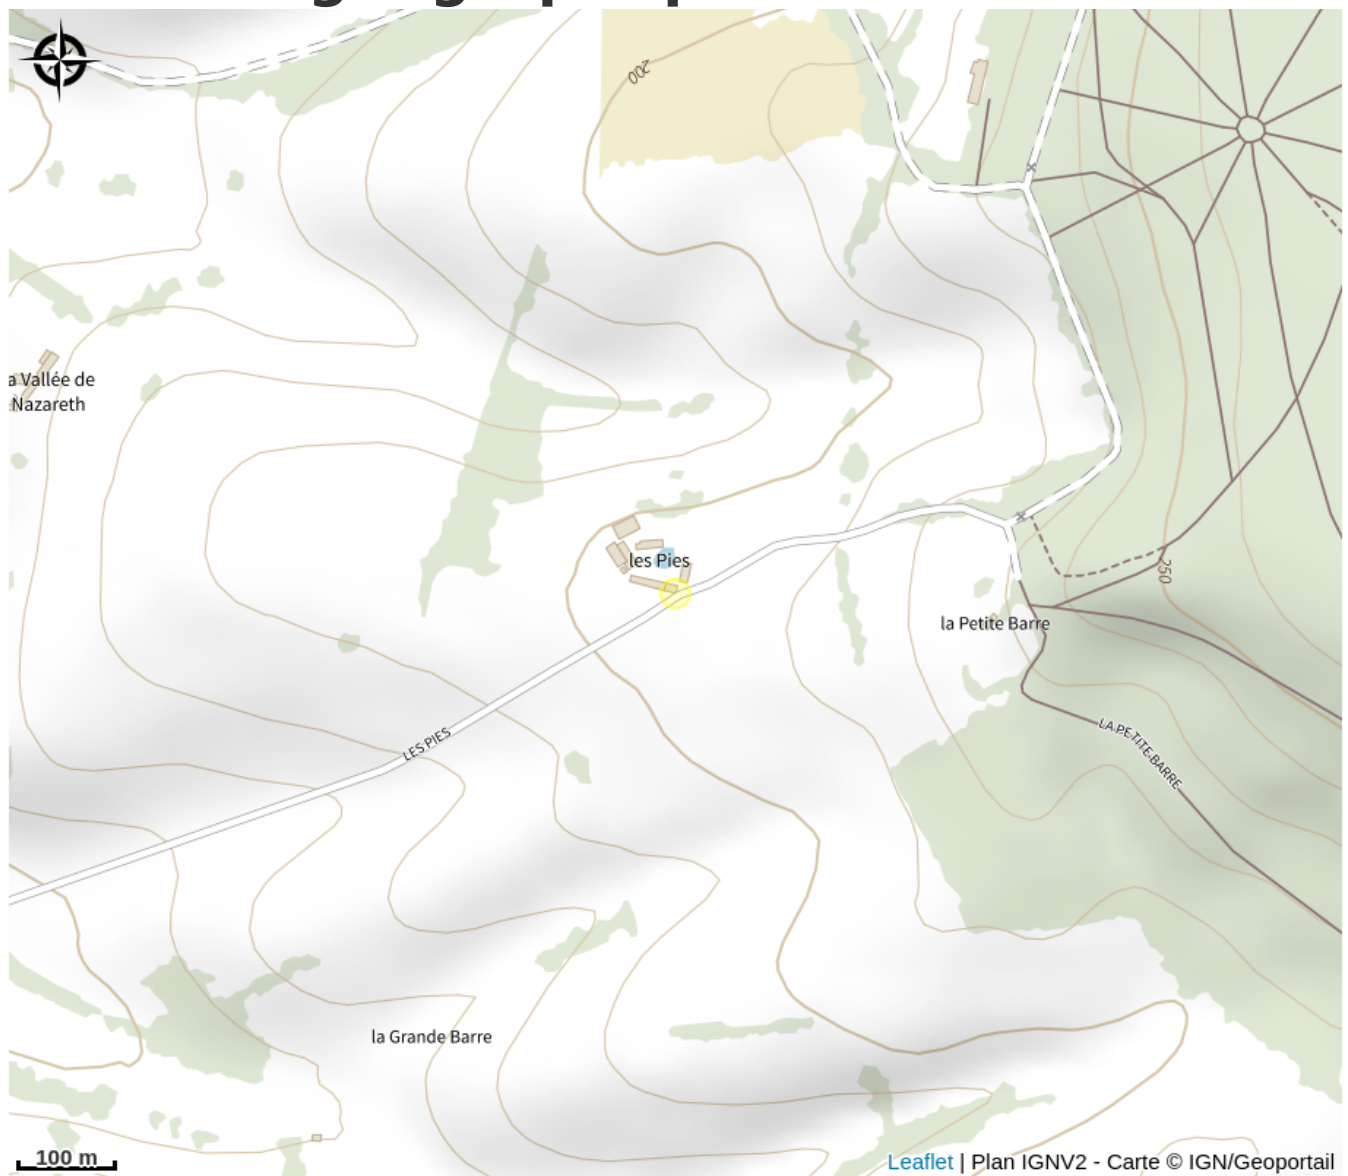 200
a Vallée de
Nazareth
les Pies
250
la Petite Barre
LES PIES
LA PETITE BARRE
la Grande Barre
100 m
Leaflet | Plan IGNV2 - Carte © IGN/Geoportail